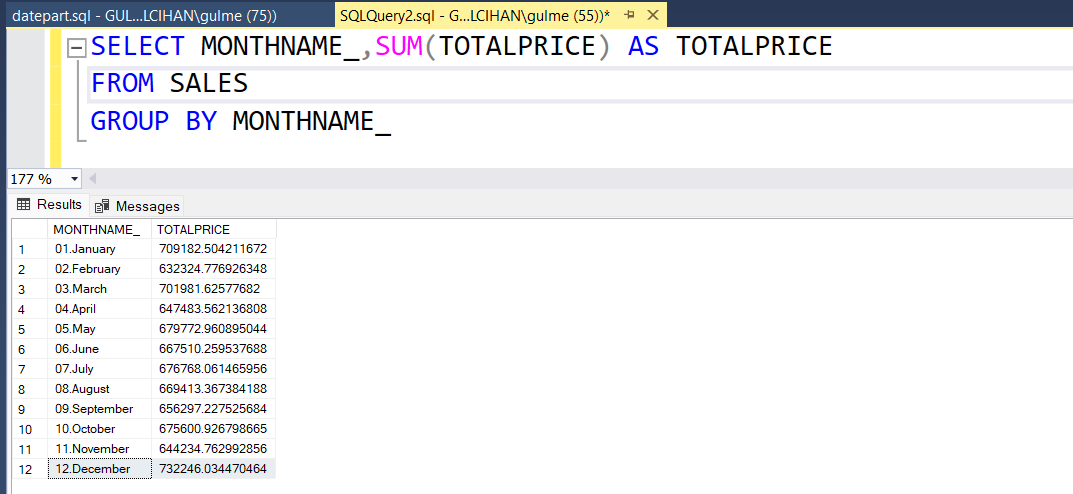 datepart.sql - GUL...LCIHAN\gulme (75)) SQLQuery2.sql - G...LCIHAN\gulme (55))*
SELECT MONTHNAME_,SUM(TOTALPRICE) AS TOTALPRICE
FROM SALES
GROUP BY MONTHNAME_
177 %
Results Messages
MONTHNAME_ TOTALPRICE
1 01.January 709182.504211672
2 02.February 632324.776926348
3 03.March 701981.62577682
4 04.April 647483.562136808
5 05.May 679772.960895044
6 06.June 667510.259537688
7 07.July 676768.061465956
8 08.August 669413.367384188
9 09.September 656297.227525684
10 10.October 675600.926798665
11 11.November 644234.762992856
12 12.December 732246.034470464